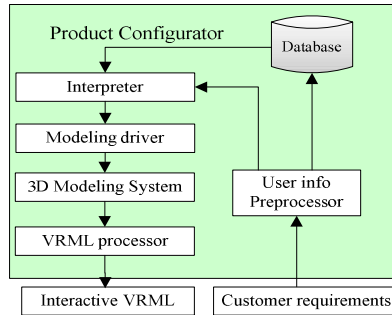 Product Configurator
Database
Interpreter
Modeling driver
3D Modeling System
User info
Preprocessor
VRML processor
Interactive VRML
Customer requirements